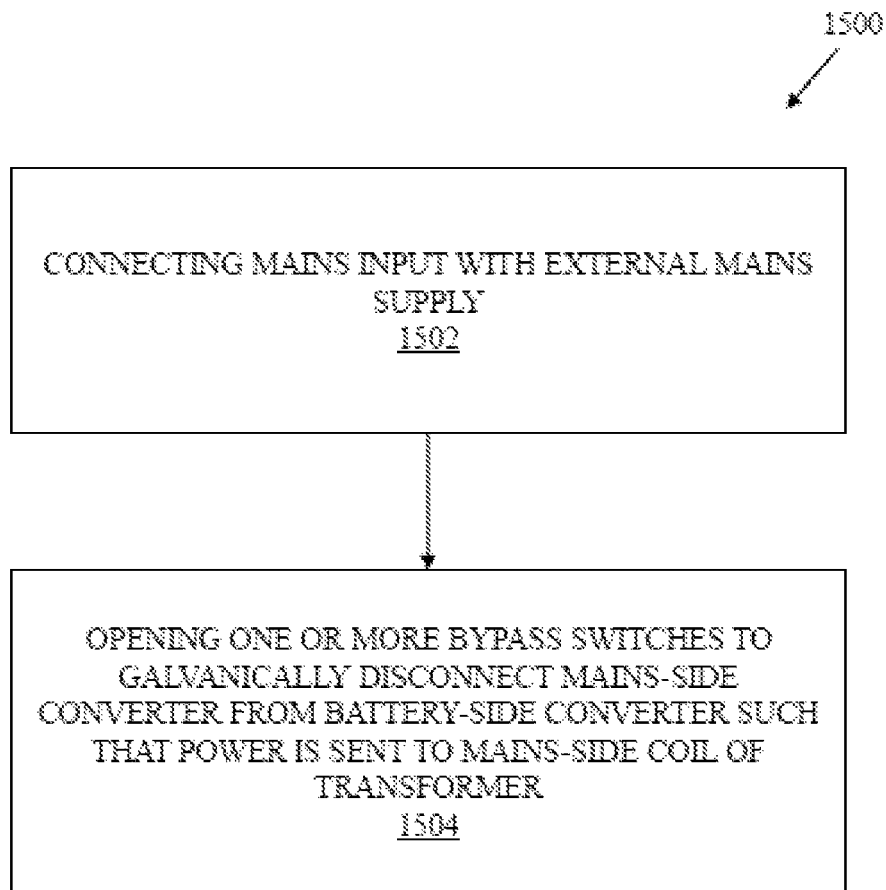 1500
CONNECTING MAINS INPUT WITH EXTERNAL MAINS
SUPPLY
1502
OPENING ONE OR MORE BYPASS SWITCHES TO
GALVANICALLY DISCONNECT MAINS-SIDE
CONVERTER FROM BATTERY-SIDE CONVERTER SUCH
THAT POWER IS SENT TO MAINS-SIDE COIL OF
TRANSFORMER
1504